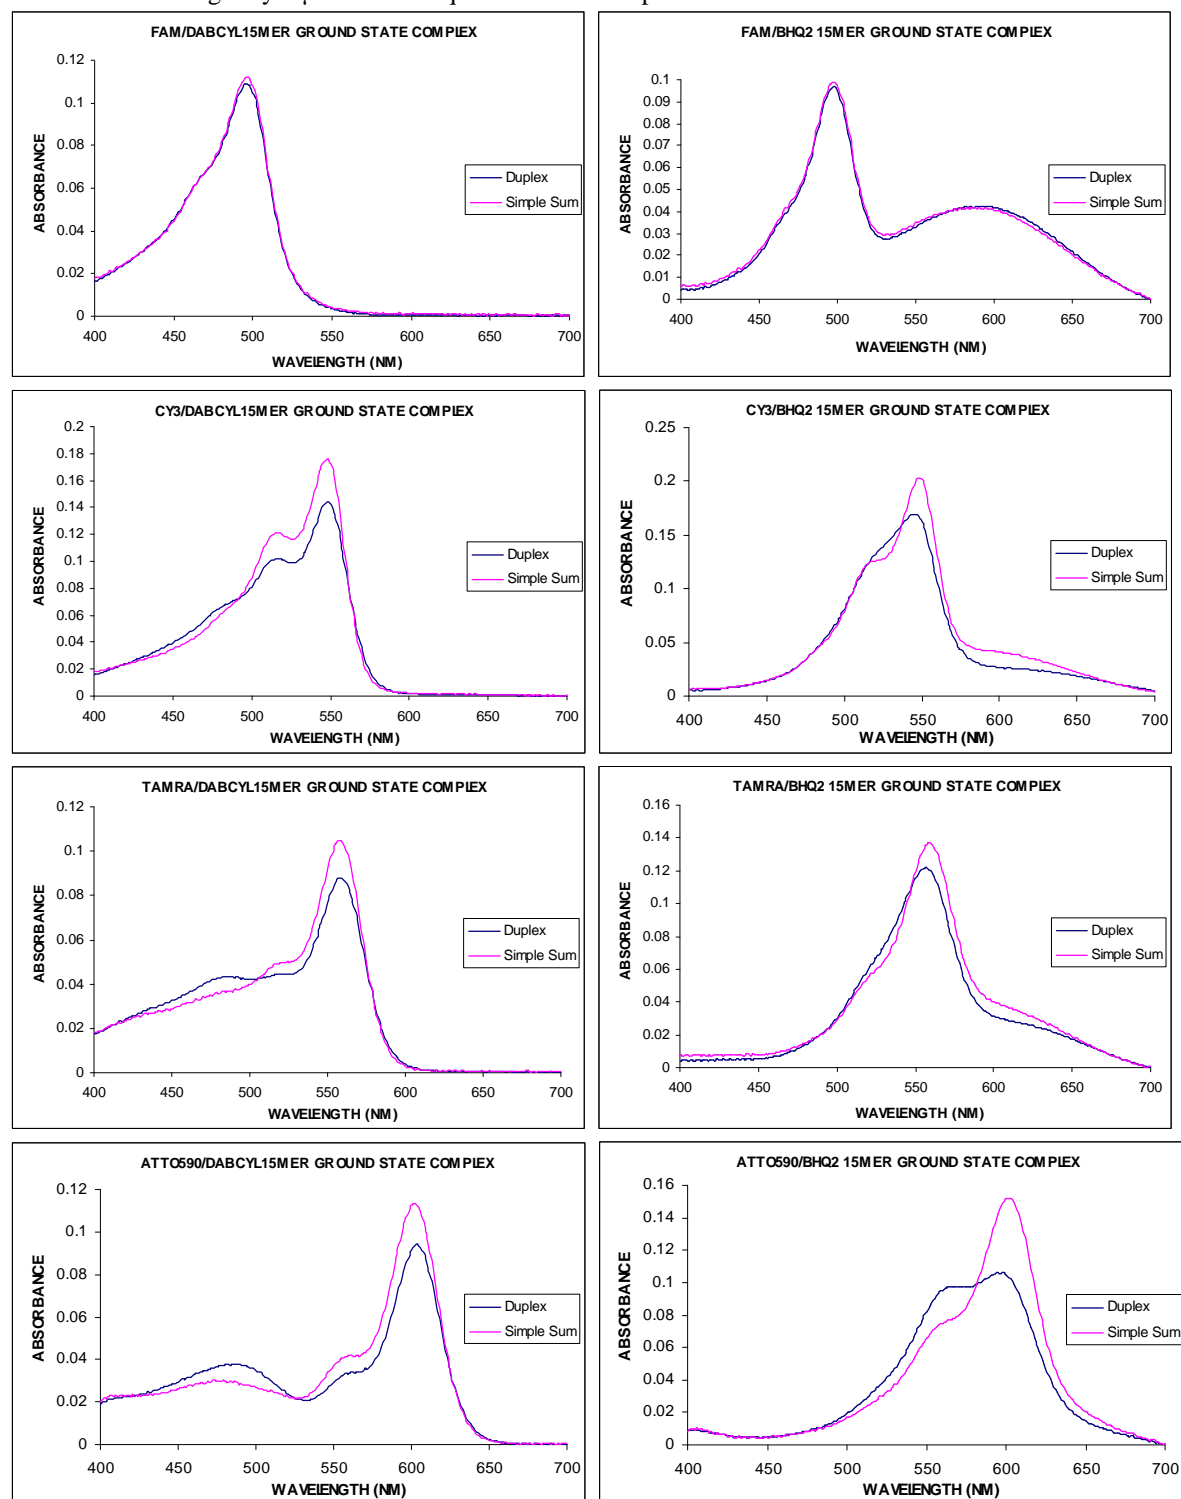 FAM/DABCYL15MER GROUND STATE COMPLEX
0.12
0.1
0.08
0.06
0.04
0.02
0
ABSORBANCE
400 450 500 550 600 650 700
WAVELENGTH (NM)
Duplex
Simple Sum
FAM/BHQ2 15MER GROUND STATE COMPLEX
0.1
0.09
0.08
0.07
0.06
0.05
0.04
0.03
0.02
0.01
0
ABSORBANCE
400 450 500 550 600 650 700
WAVELENGTH (NM)
Duplex
Simple Sum
CY3/DABCYL15MER GROUND STATE COMPLEX
0.2
0.18
0.16
0.14
0.12
0.1
0.08
0.06
0.04
0.02
0
ABSORBANCE
400 450 500 550 600 650 700
WAVELENGTH (NM)
Duplex
Simple Sum
CY3/BHQ2 15MER GROUND STATE COMPLEX
0.25
0.2
0.15
0.1
0.05
0
ABSORBANCE
400 450 500 550 600 650 700
WAVELENGTH (NM)
Duplex
Simple Sum
TAMRA/DABCYL15MER GROUND STATE COMPLEX
0.12
0.1
0.08
0.06
0.04
0.02
0
ABSORBANCE
400 450 500 550 600 650 700
WAVELENGTH (NM)
Duplex
Simple Sum
TAMRA/BHQ2 15MER GROUND STATE COMPLEX
0.16
0.14
0.12
0.1
0.08
0.06
0.04
0.02
0
ABSORBANCE
400 450 500 550 600 650 700
WAVELENGTH (NM)
Duplex
Simple Sum
ATTO590/DABCYL15MER GROUND STATE COMPLEX
0.12
0.1
0.08
0.06
0.04
0.02
0
ABSORBANCE
400 450 500 550 600 650 700
WAVELENGTH (NM)
Duplex
Simple Sum
ATTO590/BHQ2 15MER GROUND STATE COMPLEX
0.16
0.14
0.12
0.1
0.08
0.06
0.04
0.02
0
ABSORBANCE
400 450 500 550 600 650 700
WAVELENGTH (NM)
Duplex
Simple Sum